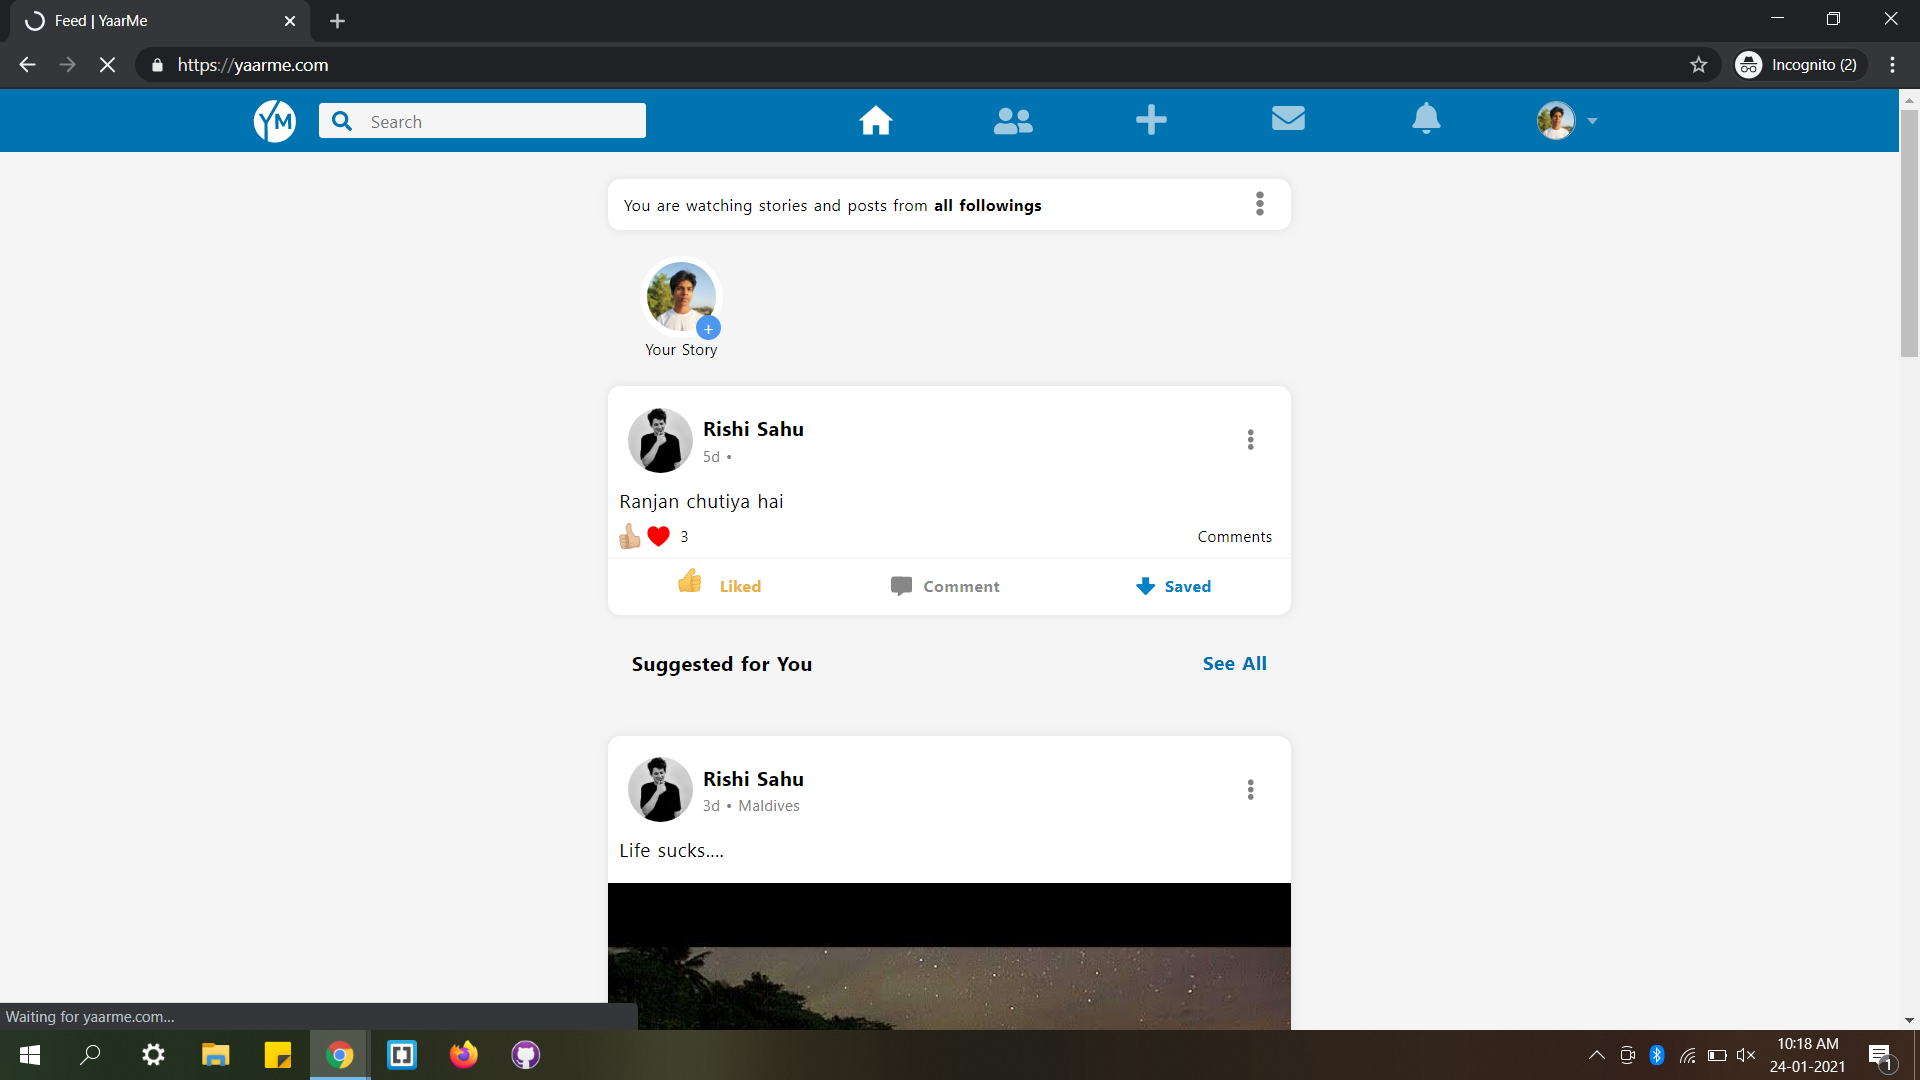 Feed | YaarMe
https://yaarme.com
Incognito (2)
YM
Search
You are watching stories and posts from all followings
+
Your Story
Rishi Sahu
5d •
Ranjan chutiya hai
3
Comments
Liked
Comment
Saved
Suggested for You
See All
Rishi Sahu
3d • Maldives
Life sucks....
Waiting for yaarme.com...
10:18 AM
24-01-2021
1